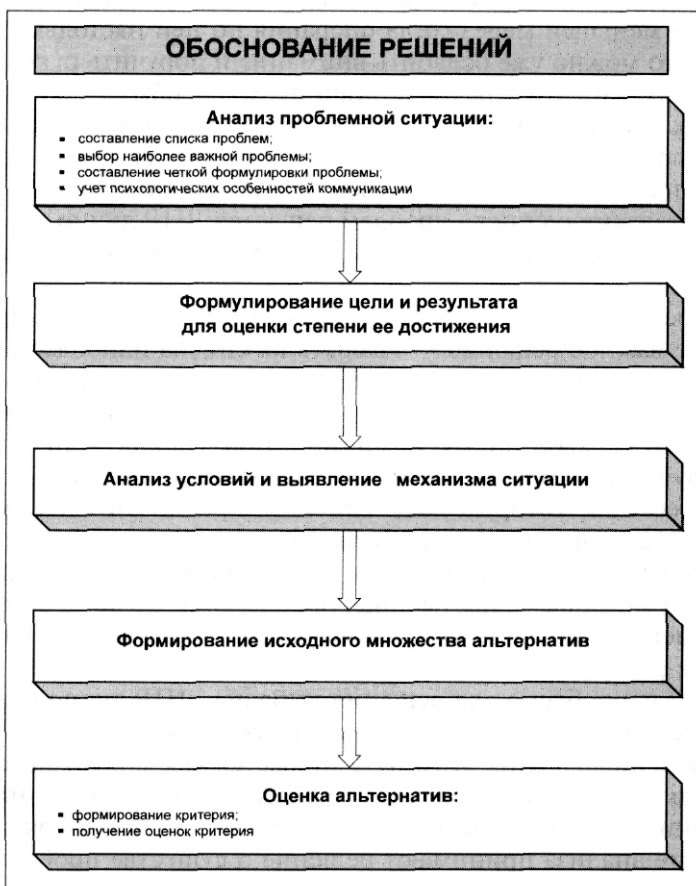 ОБОСНОВАНИЕ РЕШЕНИЙ
Анализ проблемной ситуации:
▪ составление списка проблем;
▪ выбор наиболее важной проблемы;
▪ составление четкой формулировки проблемы;
▪ учет психологических особенностей коммуникации
Формулирование цели и результата
для оценки степени ее достижения
Анализ условий и выявление механизма ситуации
Формирование исходного множества альтернатив
Оценка альтернатив:
▪ формирование критерия;
▪ получение оценок критерия